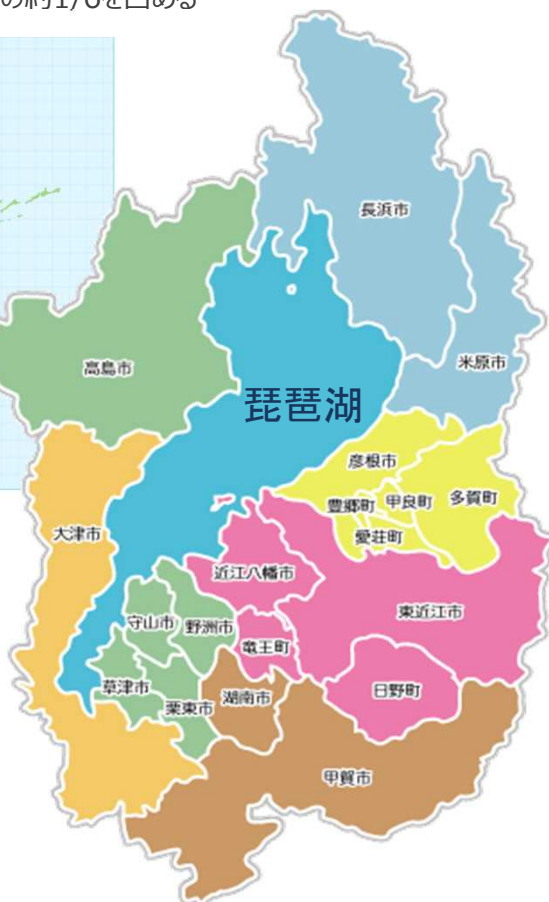 の約1/6を占める
長浜市
高島市
米原市
琵琶湖
彦根市
豊郷町
甲良町
多賀町
愛荘町
大津市
近江八幡市
東近江市
守山市
野洲市
竜王町
草津市
栗東市
湖南市
日野町
甲賀市